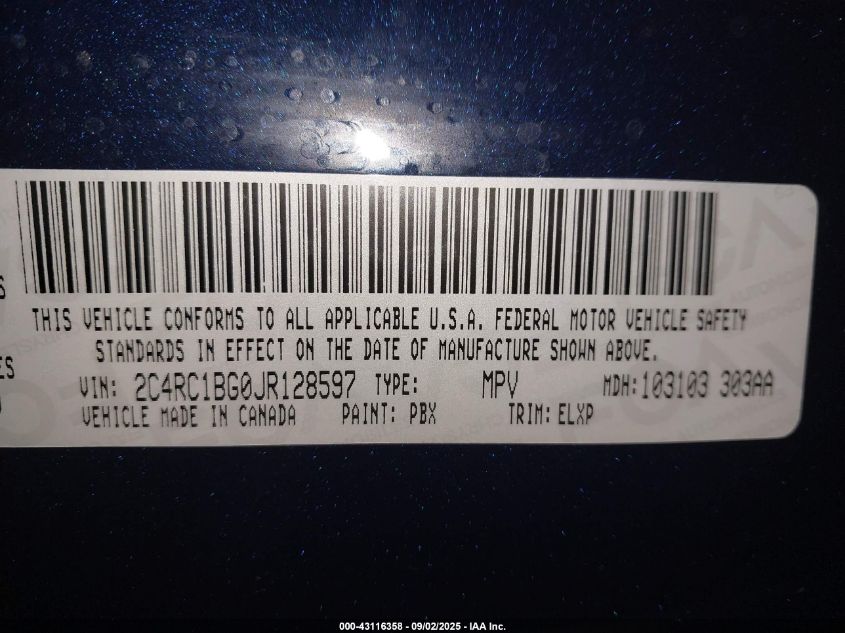 S
THIS VEHICLE CONFORMS TO ALL APPLICABLE U.S.A. FEDERAL MOTOR VEHICLE SAFETY
STANDARDS IN EFFECT ON THE DATE OF MANUFACTURE SHOWN ABOVE.
ES
VIN: 2C4RC1BG0JR128597 TYPE: MPV MDH:103103 303AA
VEHICLE MADE IN CANADA PAINT: PBX TRIM: ELXP
000-43116358 - 09/02/2025 - IAA Inc.